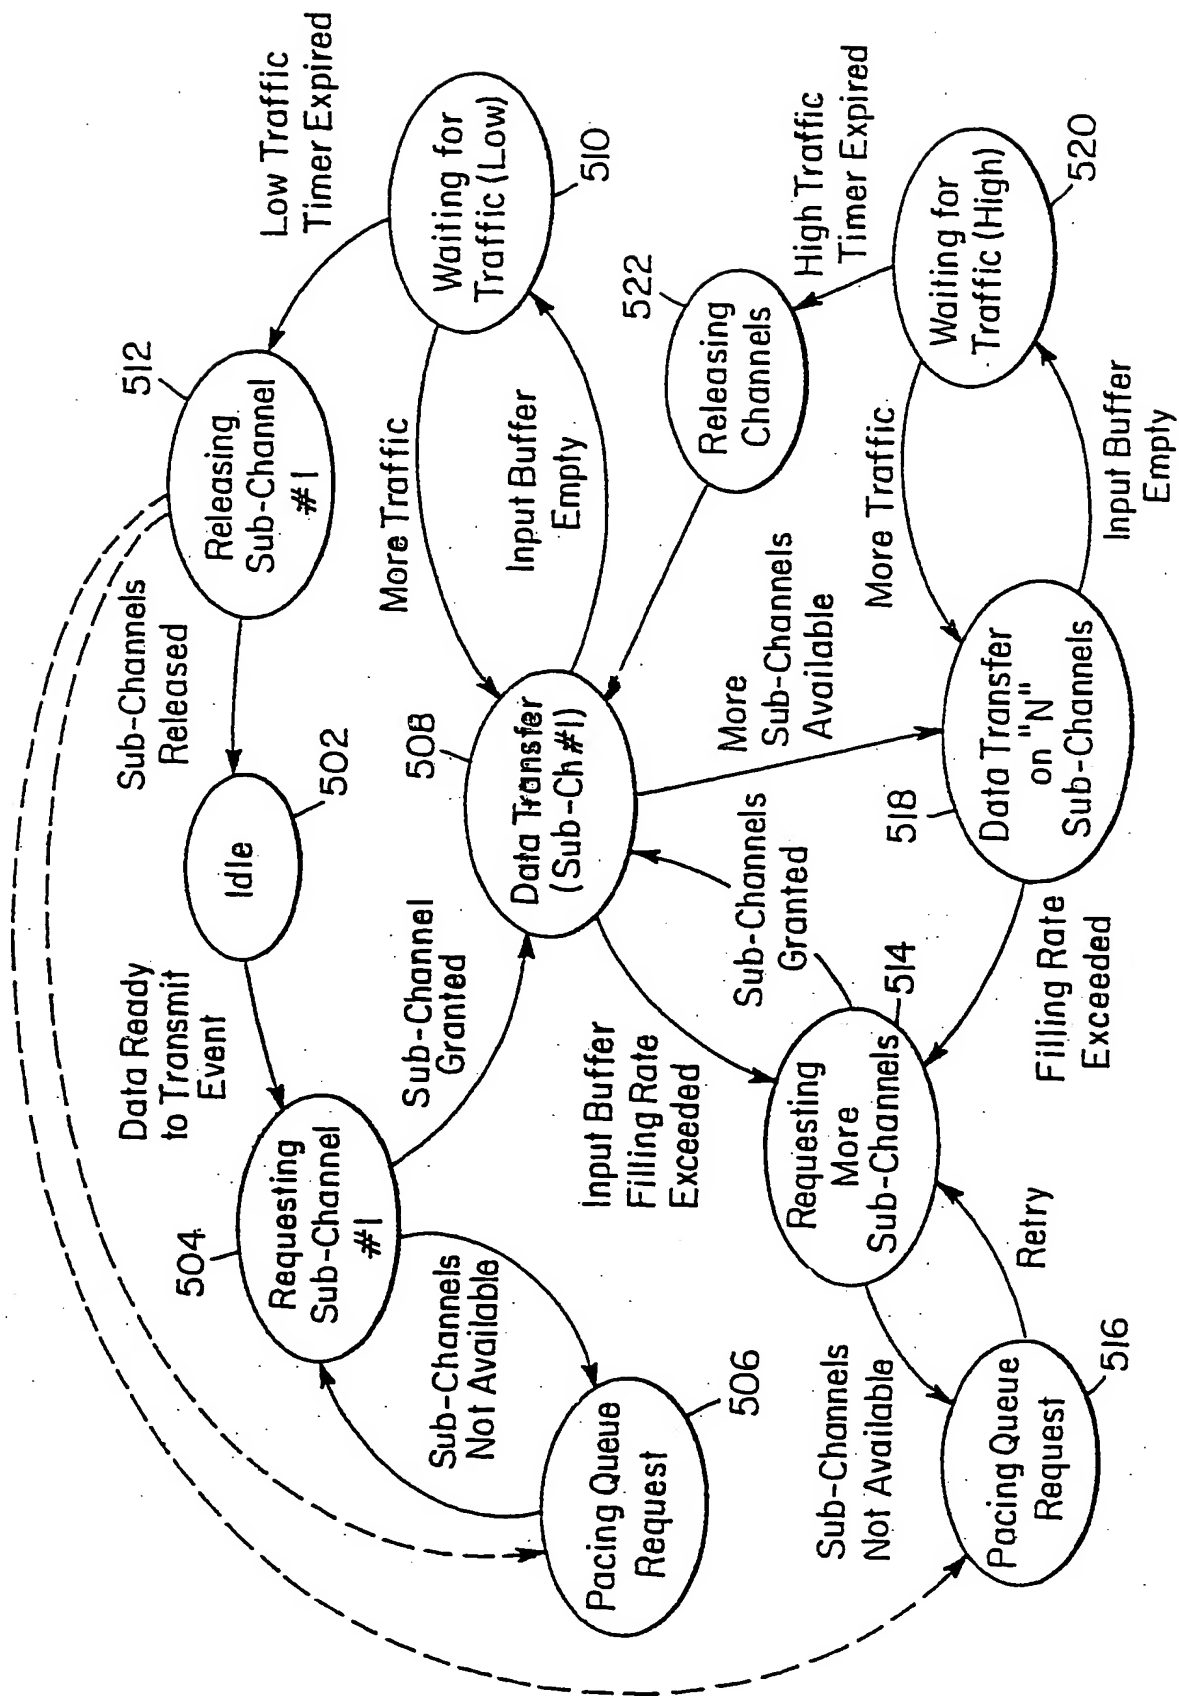 Data Ready
to Transmit
Event
Idle
502
Sub-Channels
Released
Releasing
Sub-Channel
#1
512
Low Traffic
Timer Expired
504
Requesting
Sub-Channel
#1
Sub-Channel
Granted
508
Data Transfer
(Sub-Ch #1)
More Traffic
Input Buffer
Empty
Waiting for
Traffic (Low)
510
Sub-Channels
Not Available
Pacing Queue
Request
506
Input Buffer
Filling Rate
Exceeded
Sub-Channels
Granted
More
Sub-Channels
Available
Releasing
Channels
522
High Traffic
Timer Expired
Requesting
More
Sub-Channels
514
518
Data Transfer
on "N"
Sub-Channels
More Traffic
Waiting for
Traffic (High)
520
Sub-Channels
Not Available
Pacing Queue
Request
516
Retry
Filling Rate
Exceeded
Input Buffer
Empty